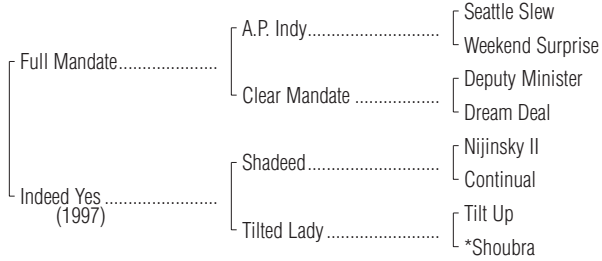 Seattle Slew
A.P. Indy
Weekend Surprise
Full Mandate
Deputy Minister
Clear Mandate
Dream Deal
Nijinsky II
Shadeed
Continual
Indeed Yes
(1997)
Tilt Up
Tilted Lady
*Shoubra